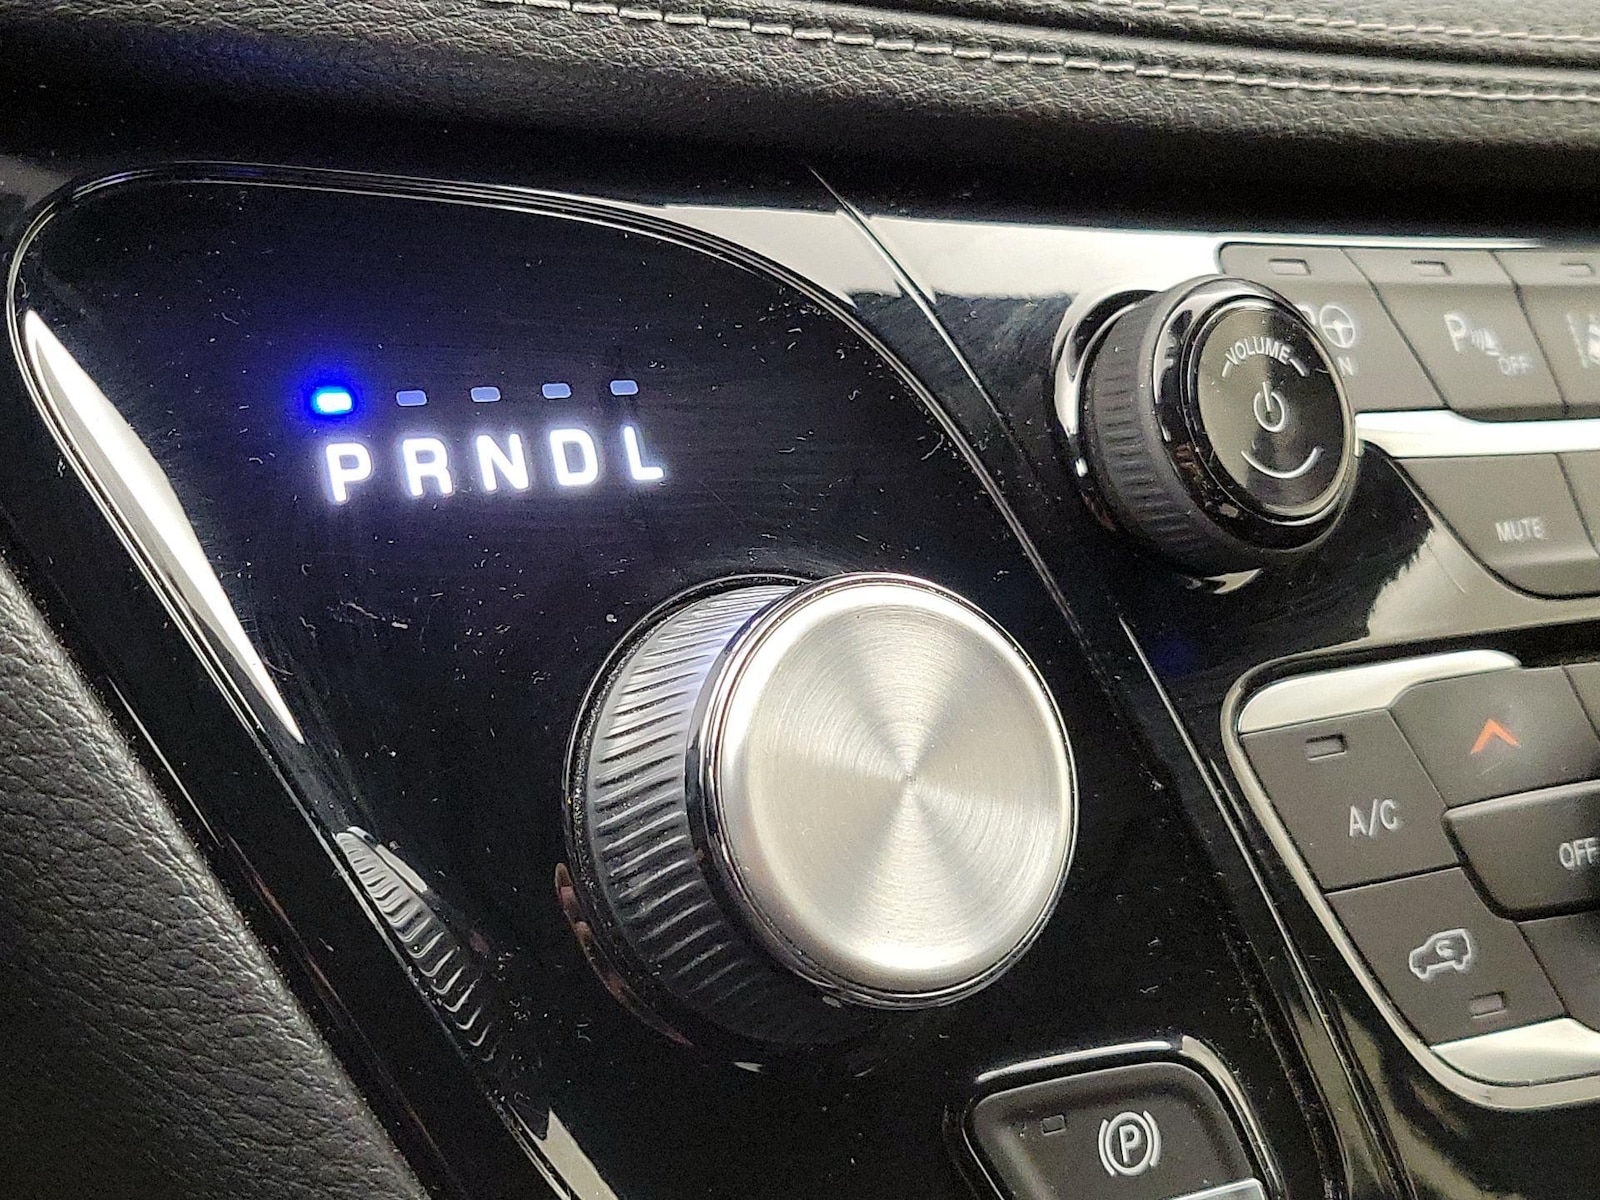 PRNDL
VOLUME
P OFF
MUTE
A/C
OFF
P